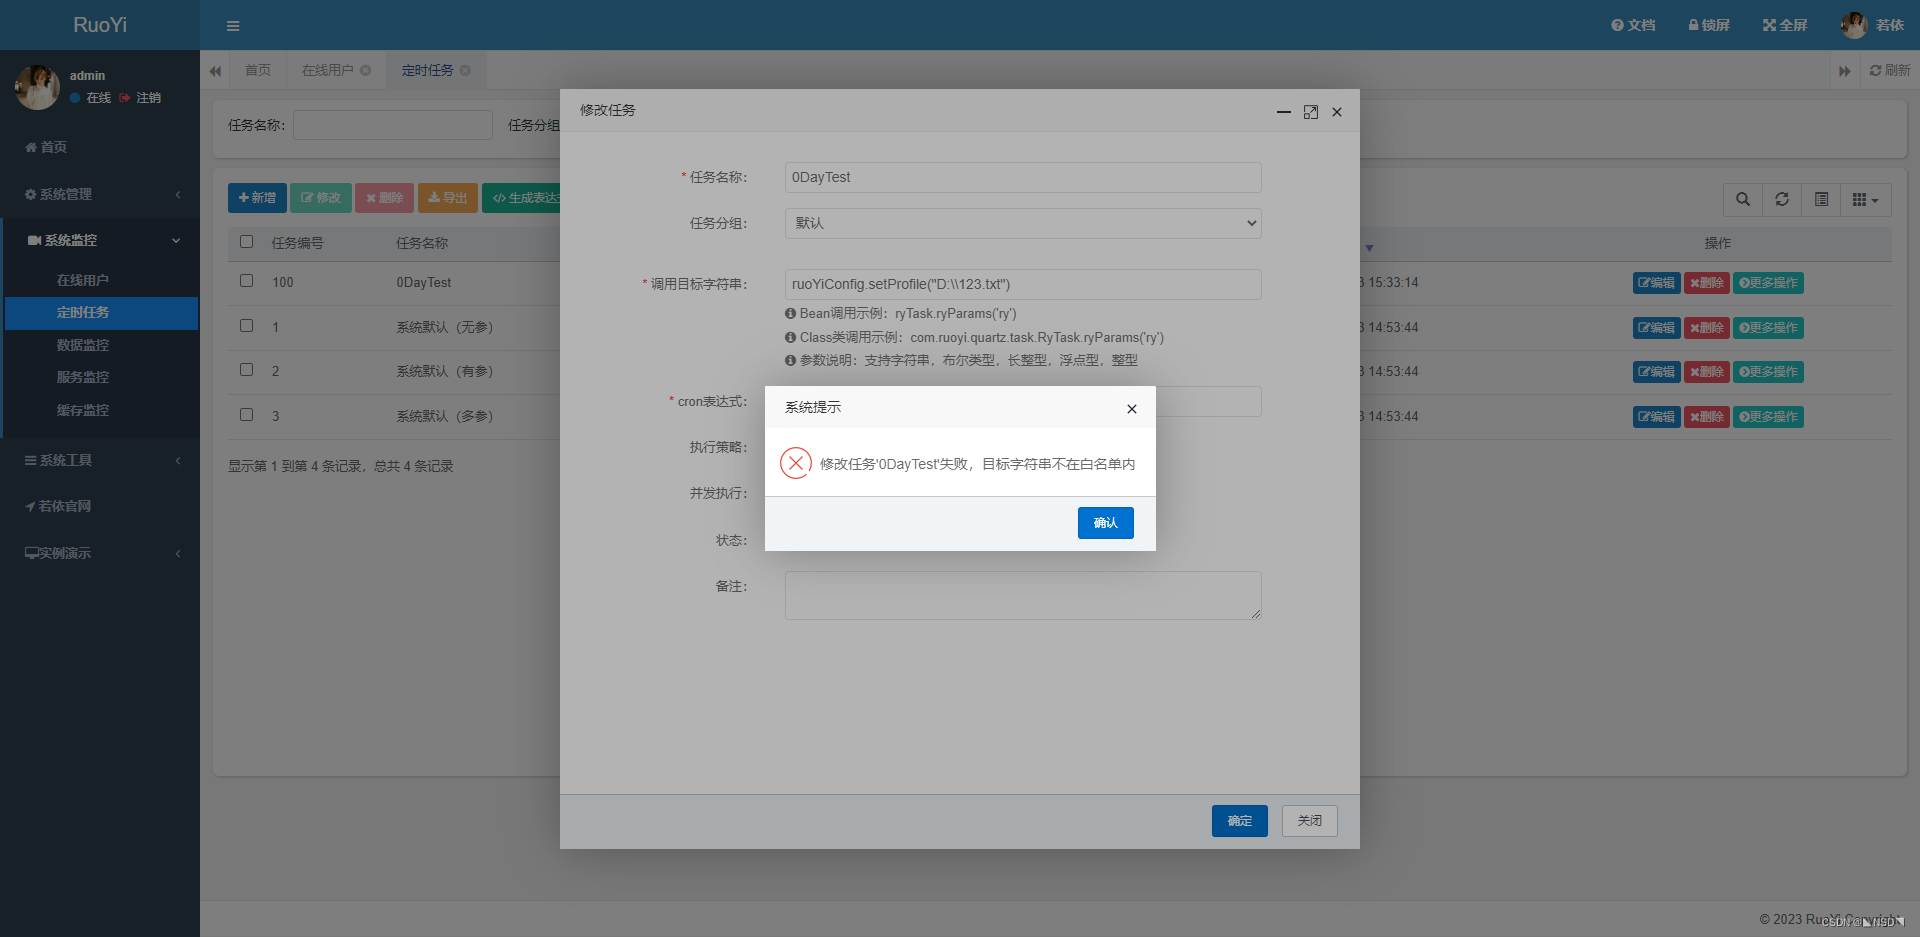 RuoYi
文档
锁屏
全屏
若依
admin
在线
注销
首页
在线用户
定时任务
刷新
首页
系统管理
系统监控
在线用户
定时任务
数据监控
服务监控
缓存监控
系统工具
若依官网
实例演示
任务名称：
任务分组
新增
修改
删除
导出
生成表达式
任务编号
任务名称
操作
100
0DayTest
15:33:14
编辑
删除
更多操作
1
系统默认（无参）
14:53:44
编辑
删除
更多操作
2
系统默认（有参）
14:53:44
编辑
删除
更多操作
3
系统默认（多参）
14:53:44
编辑
删除
更多操作
显示第 1 到第 4 条记录，总共 4 条记录
修改任务
* 任务名称：
0DayTest
任务分组：
默认
* 调用目标字符串：
ruoYiConfig.setProfile("D:\\123.txt")
Bean调用示例：ryTask.ryParams('ry')
Class类调用示例：com.ruoyi.quartz.task.RyTask.ryParams('ry')
参数说明：支持字符串，布尔类型，长整型，浮点型，整型
* cron表达式：
执行策略：
并发执行：
状态：
备注：
系统提示
修改任务'0DayTest'失败，目标字符串不在白名单内
确认
确定
关闭
© 2023 RuoYi Copyright
CSDN